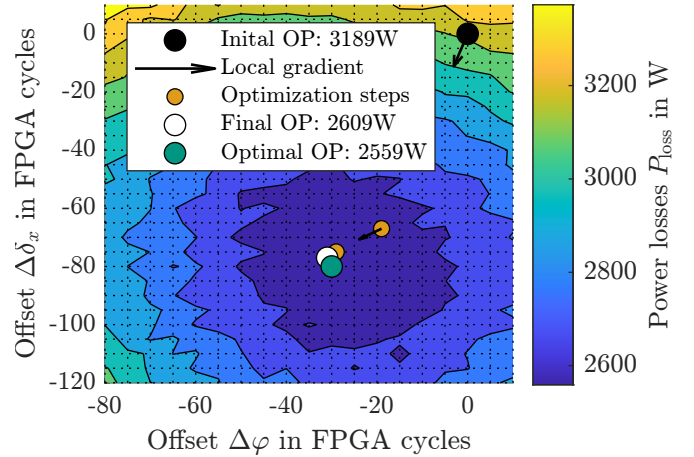 0
-20
-40
-60
-80
-100
-120
Offset Δδx in FPGA cycles
Inital OP: 3189W
Local gradient
Optimization steps
Final OP: 2609W
Optimal OP: 2559W
-80
-60
-40
-20
0
Offset Δφ in FPGA cycles
3200
3000
2800
2600
Power losses Ploss in W